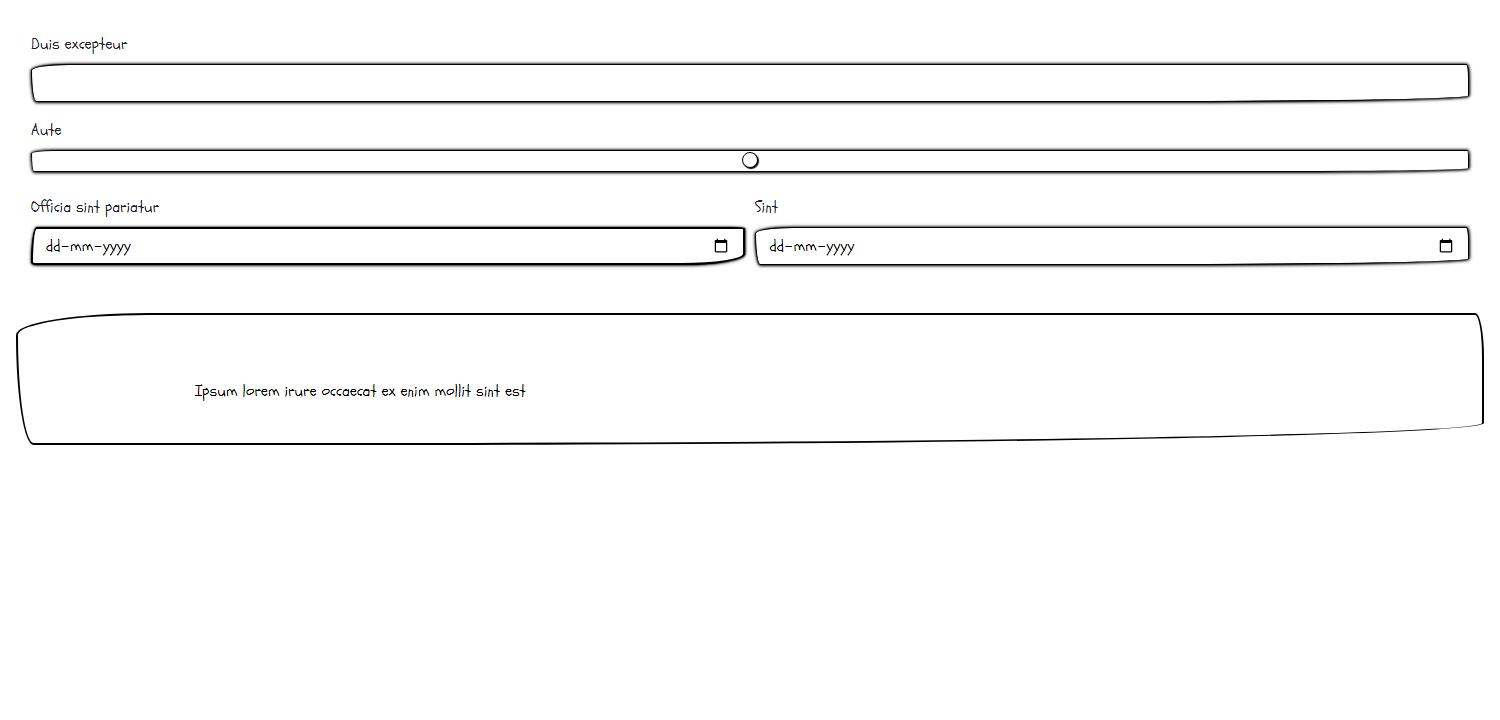 Duis excepteur
Aute
Officia sint pariatur
Sint
dd-mm-yyyy
dd-mm-yyyy
Ipsum lorem irure occaecat ex enim mollit sint est